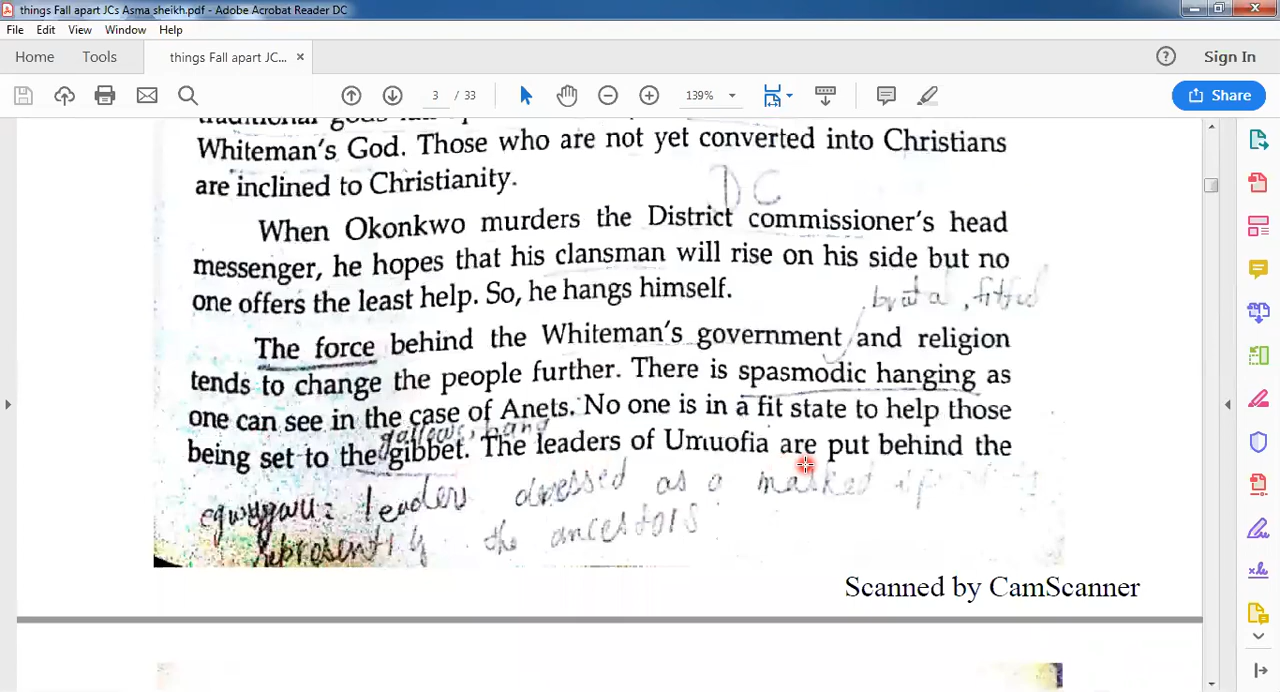 things Fall apart JCs Asma sheikh.pdf - Adobe Acrobat Reader DC
File Edit View Window Help
Home Tools things Fall apart JC... × Sign In
3 / 33 139% Share
traditional gods
Whiteman's God. Those who are not yet converted into Christians
are inclined to Christianity.
DC
When Okonkwo murders the District commissioner's head
messenger, he hopes that his clansman will rise on his side but no
one offers the least help. So, he hangs himself.
The force behind the Whiteman's government and religion
tends to change the people further. There is spasmodic hanging as
one can see in the case of Anets. No one is in a fit state to help those
gallows, hang
being set to the gibbet. The leaders of Umuofia are put behind the
egwugwu: leaders dressed as a masked
the ancestors
Scanned by CamScanner